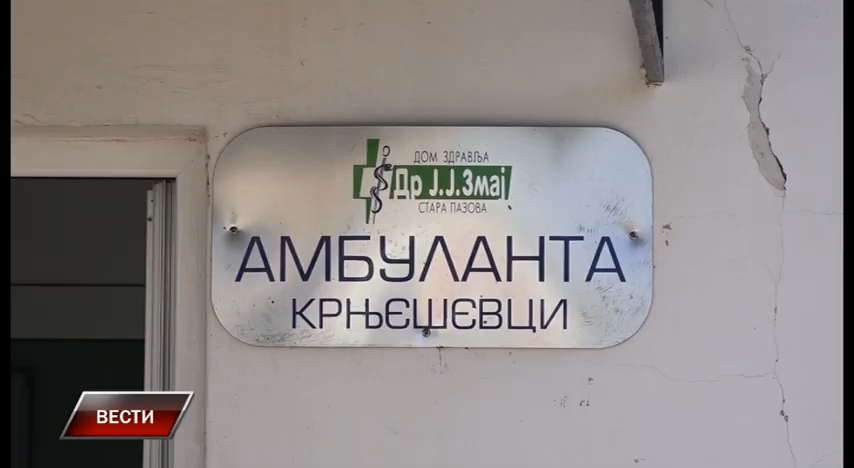 ДОМ ЗДРАВЉА
Др Ј.Ј.Змај
СТАРА ПАЗОВА
АМБУЛАНТА
КРЊЕШЕВЦИ
ВЕСТИ